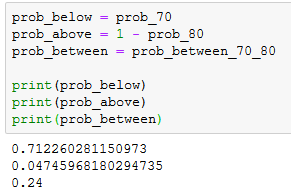 prob_below = prob_70
prob_above = 1 - prob_80
prob_between = prob_between_70_80
print(prob_below)
print(prob_above)
print(prob_between)
0.712260281150973
0.04745968180294735
0.24